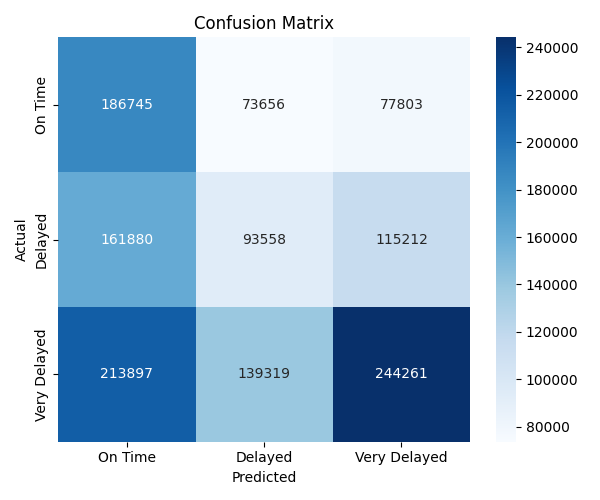 Confusion Matrix
Actual
On Time
186745 73656 77803
Delayed
161880 93558 115212
Very Delayed
213897 139319 244261
On Time Delayed Very Delayed
Predicted
240000
220000
200000
180000
160000
140000
120000
100000
80000